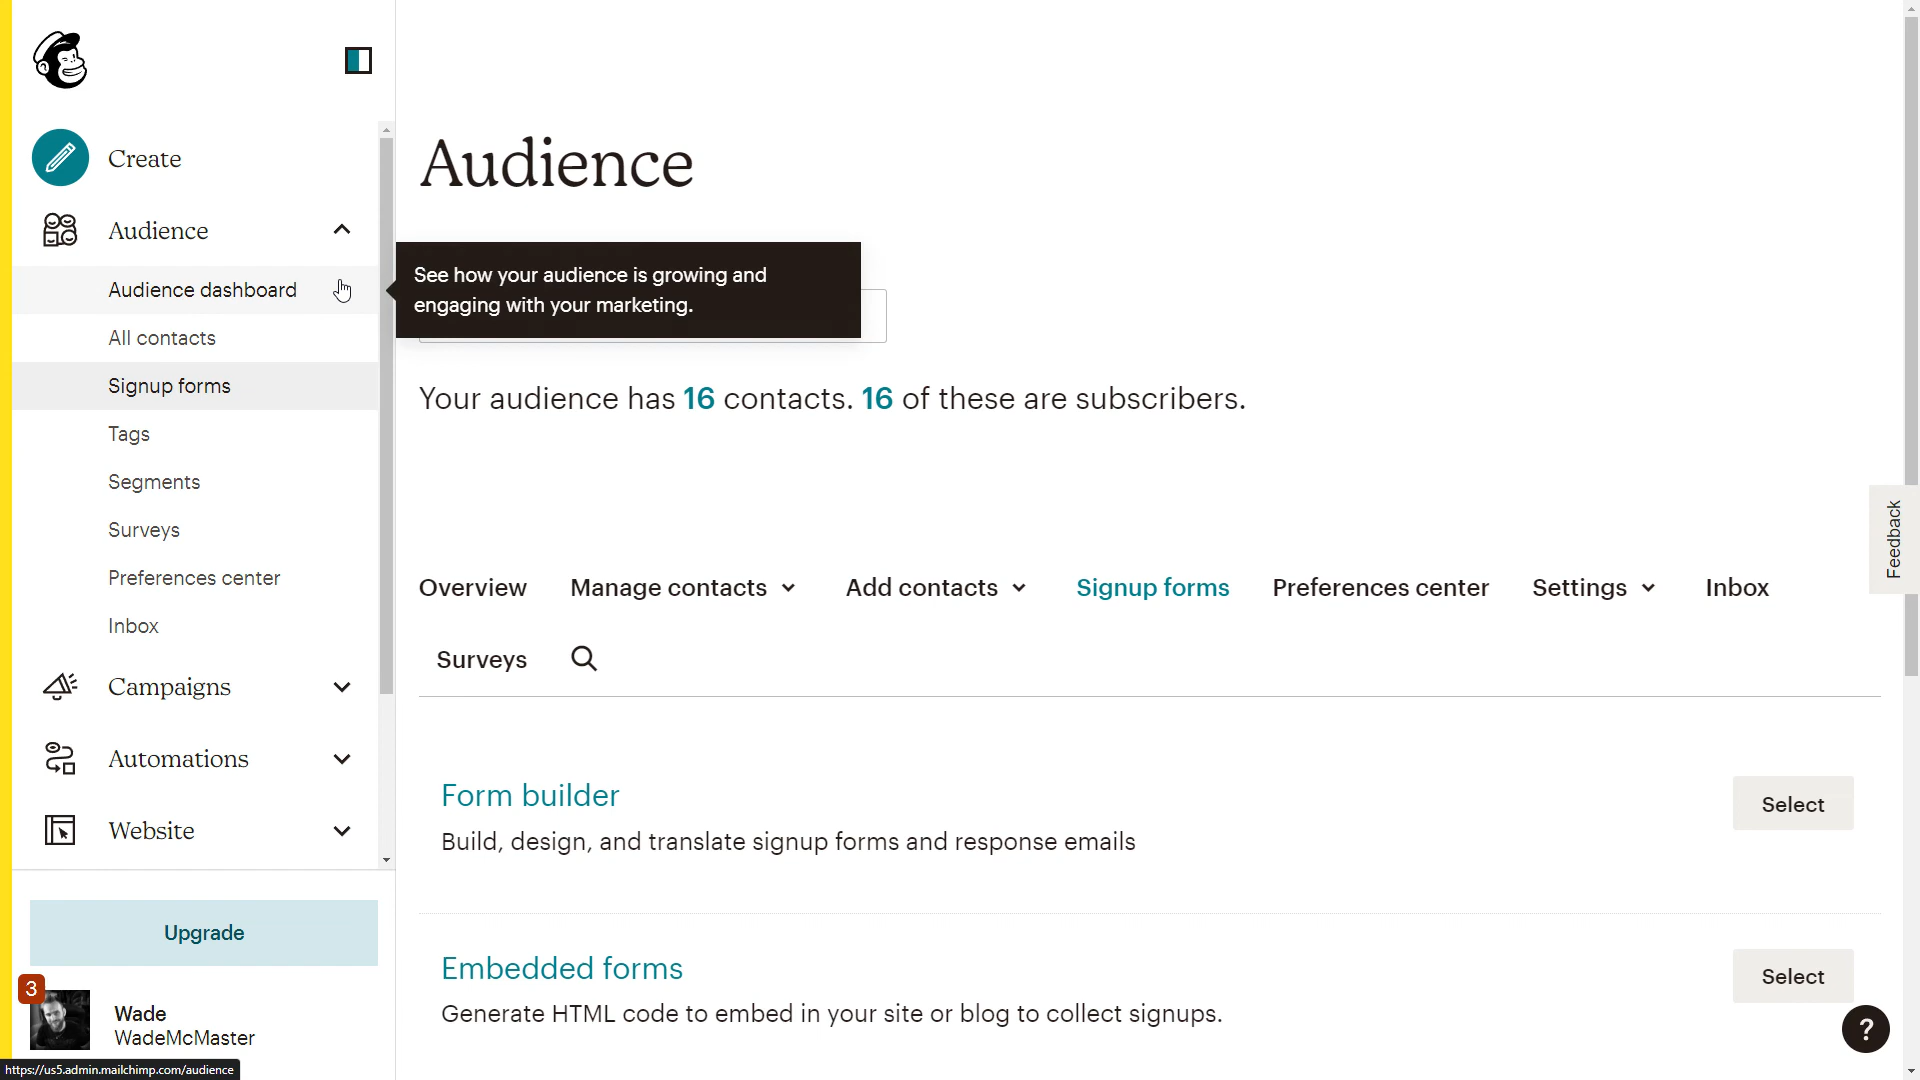 Create
Audience
Audience dashboard
All contacts
Signup forms
Tags
Segments
Surveys
Preferences center
Inbox
Campaigns
Automations
Website
Upgrade
3
Wade
WadeMcMaster
https://us5.admin.mailchimp.com/audience
Audience
See how your audience is growing and
engaging with your marketing.
Your audience has 16 contacts. 16 of these are subscribers.
Overview Manage contacts Add contacts Signup forms Preferences center Settings Inbox
Surveys
Form builder
Select
Build, design, and translate signup forms and response emails
Embedded forms
Select
Generate HTML code to embed in your site or blog to collect signups.
Feedback
?